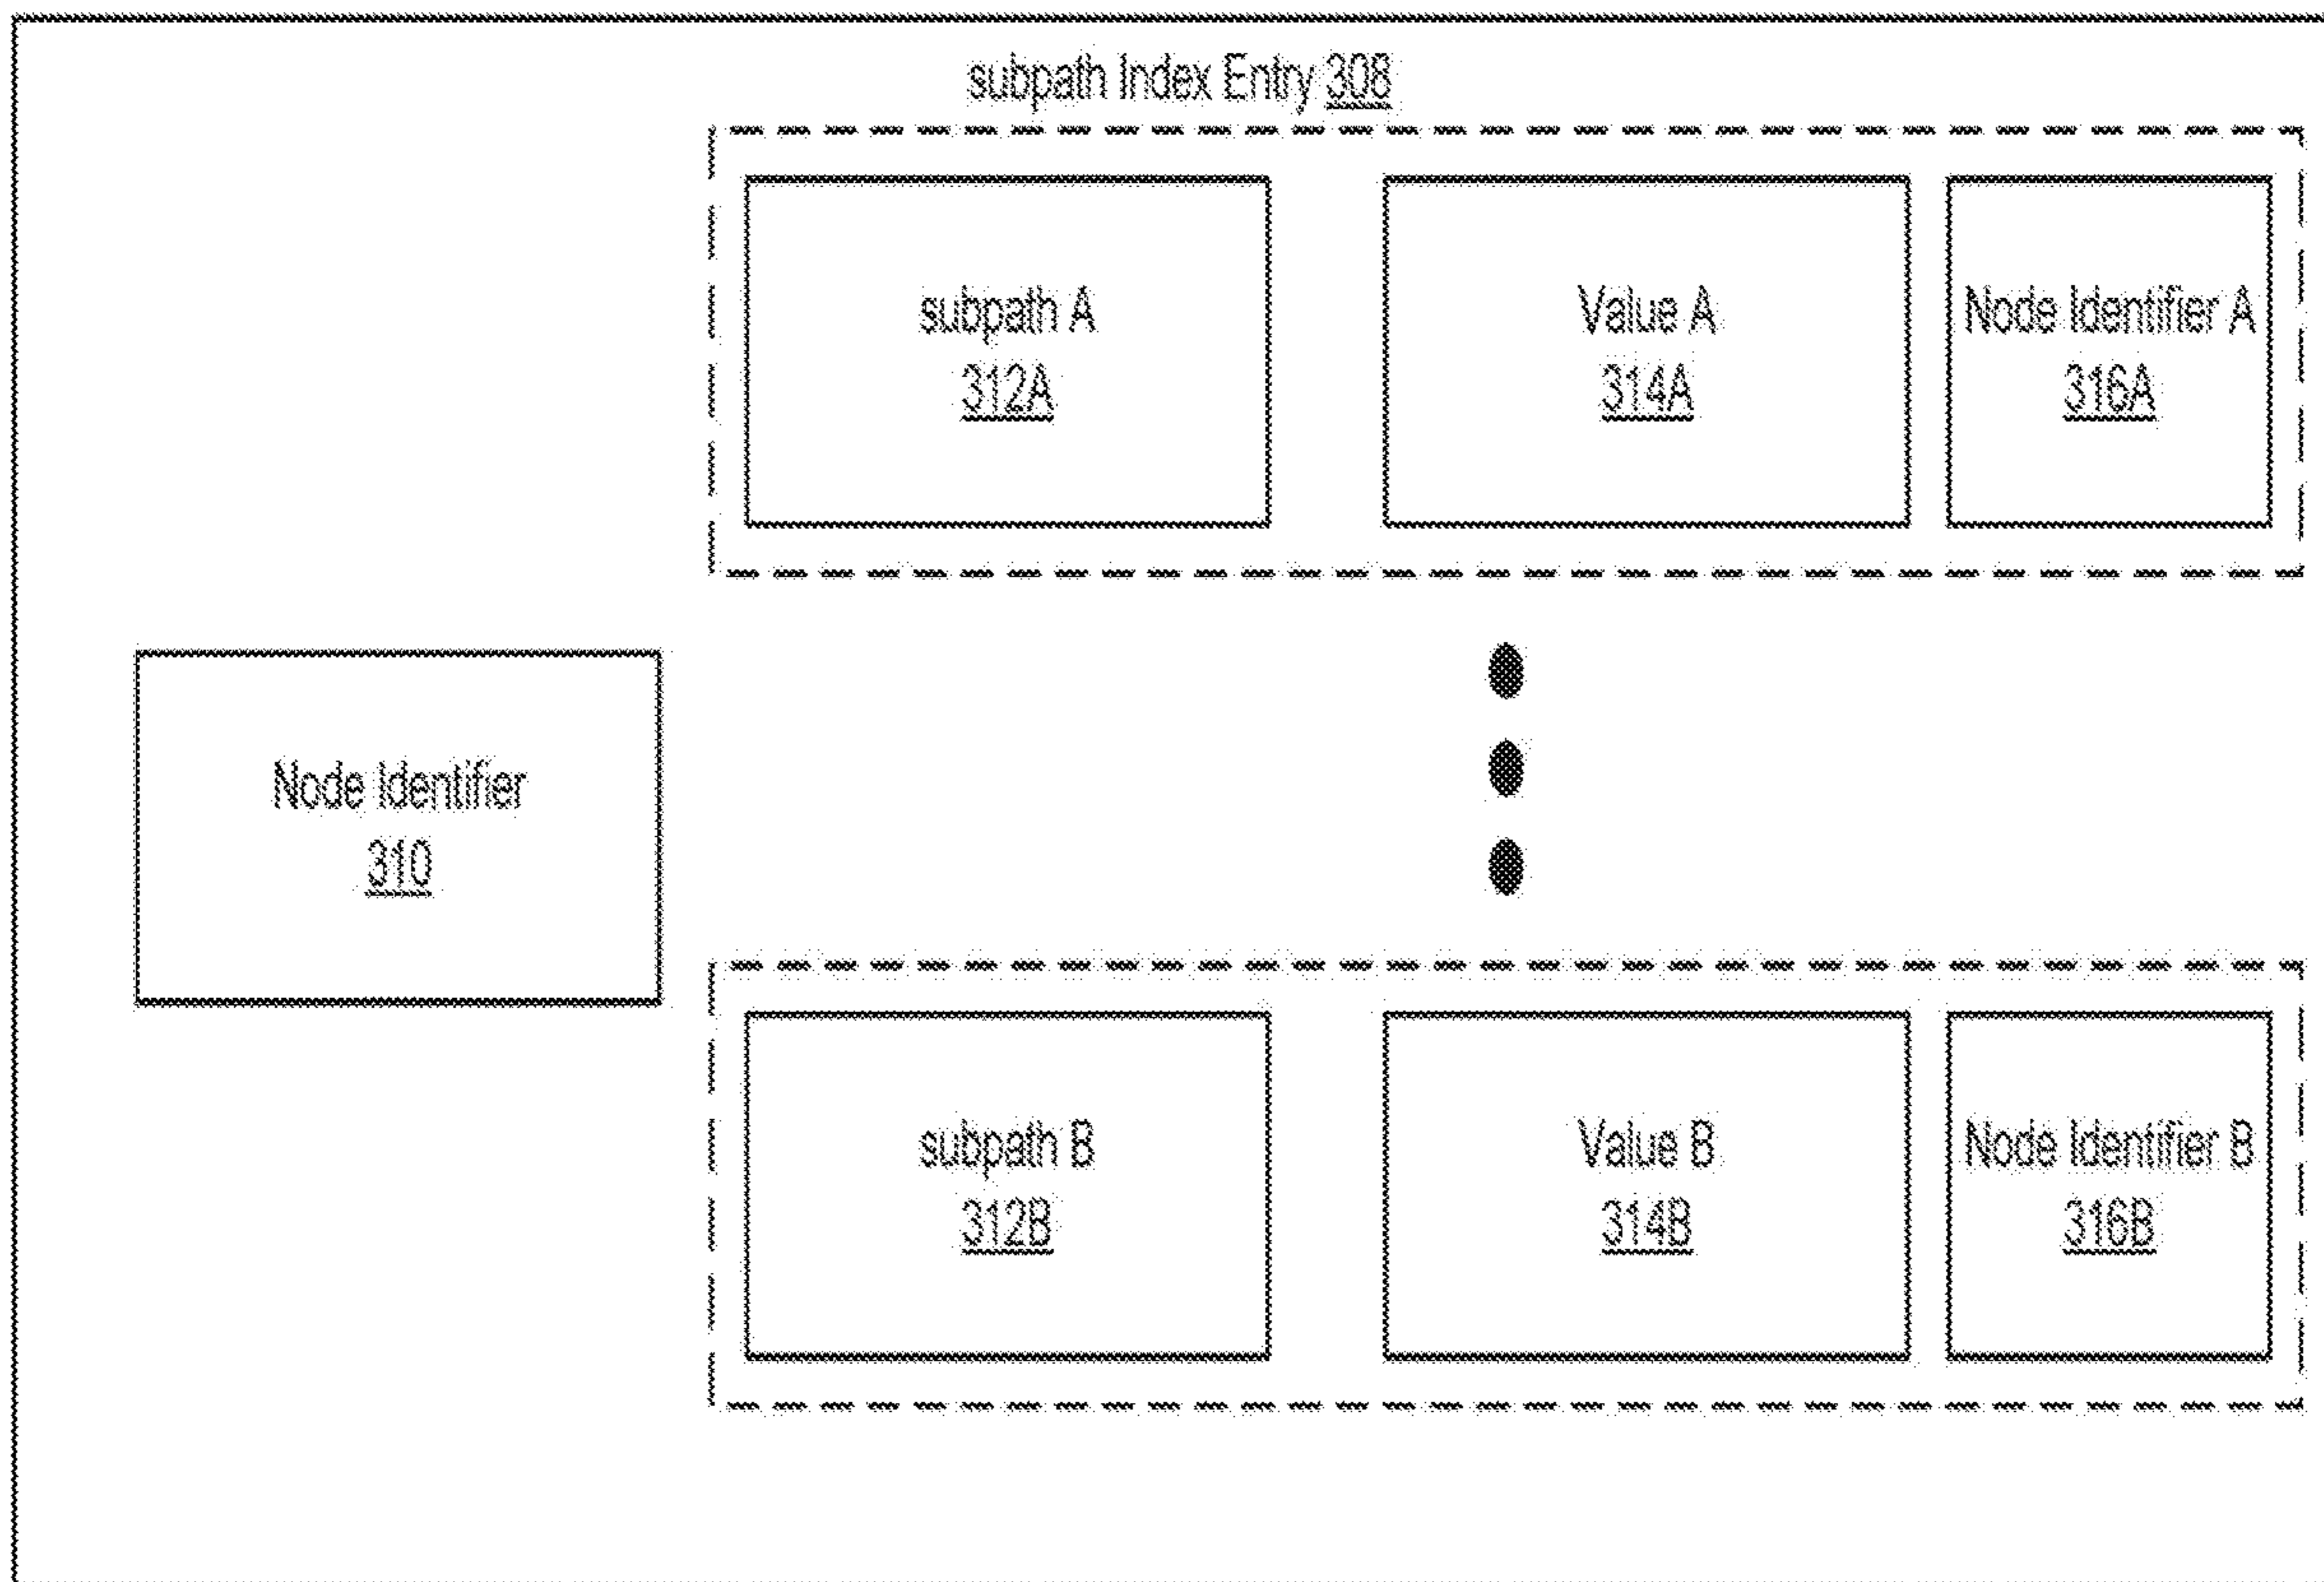 subpath Index Entry 308
subpath A
312A
Value A
314A
Node Identifier A
316A
Node Identifier
310
subpath B
312B
Value B
314B
Node Identifier B
316B